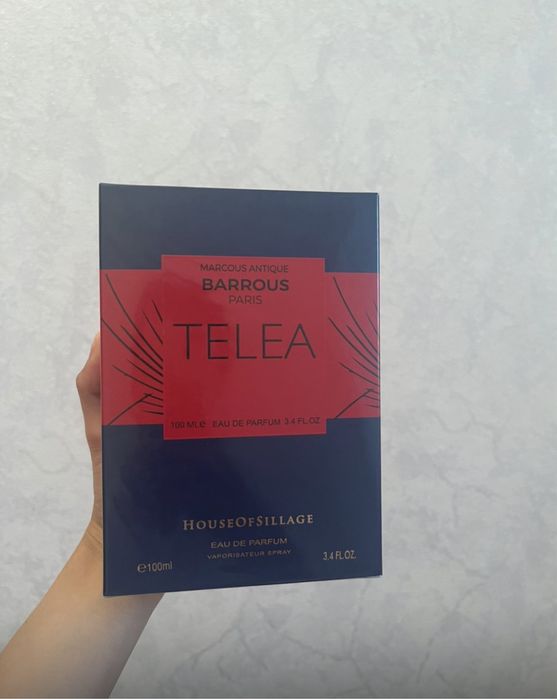 MARCOUS ANTIQUE
BARROUS
PARIS
TELEA
100 ML℮ EAU DE PARFUM 3.4 FL.OZ
HOUSEOFSILLAGE
EAU DE PARFUM
VAPORISATEUR SPRAY
℮100ml 3.4 FL.OZ.